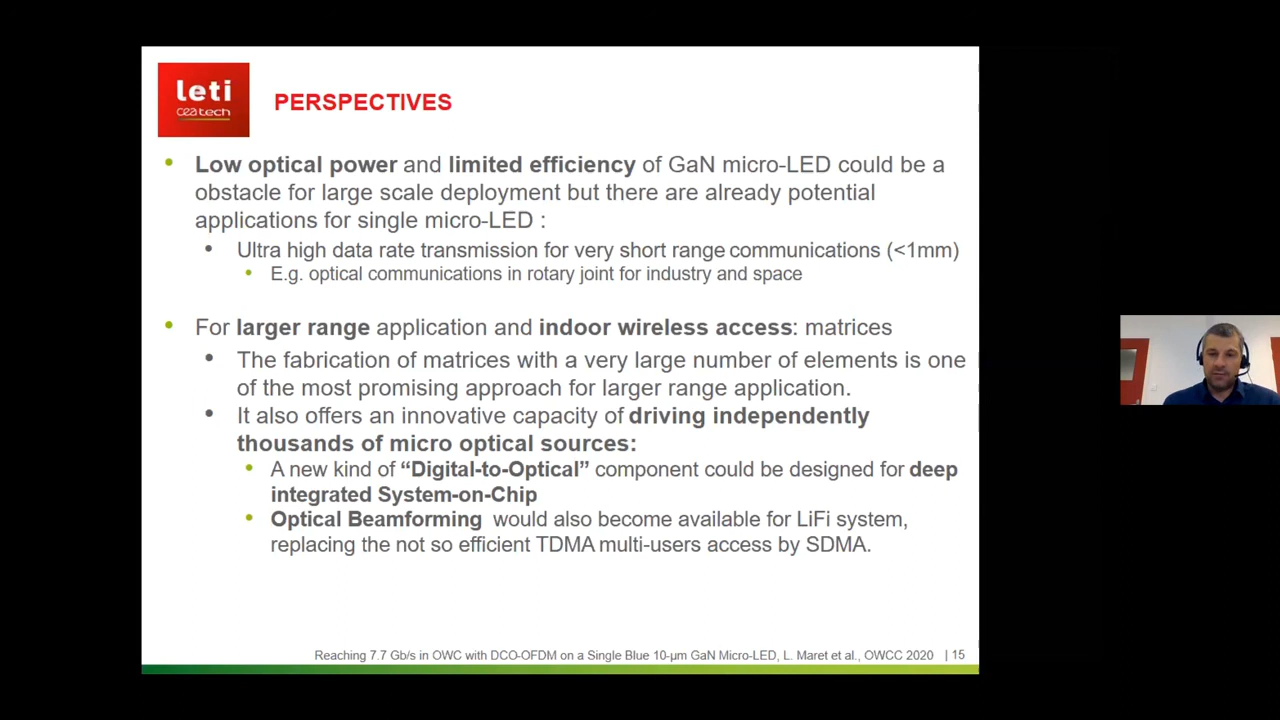 leti
ceatech
PERSPECTIVES
• Low optical power and limited efficiency of GaN micro-LED could be a
obstacle for large scale deployment but there are already potential
applications for single micro-LED :
• Ultra high data rate transmission for very short range communications (<1mm)
• E.g. optical communications in rotary joint for industry and space
• For larger range application and indoor wireless access: matrices
• The fabrication of matrices with a very large number of elements is one
of the most promising approach for larger range application.
• It also offers an innovative capacity of driving independently
thousands of micro optical sources:
• A new kind of “Digital-to-Optical” component could be designed for deep
integrated System-on-Chip
• Optical Beamforming would also become available for LiFi system,
replacing the not so efficient TDMA multi-users access by SDMA.
Reaching 7.7 Gb/s in OWC with DCO-OFDM on a Single Blue 10-µm GaN Micro-LED, L. Maret et al., OWCC 2020 | 15